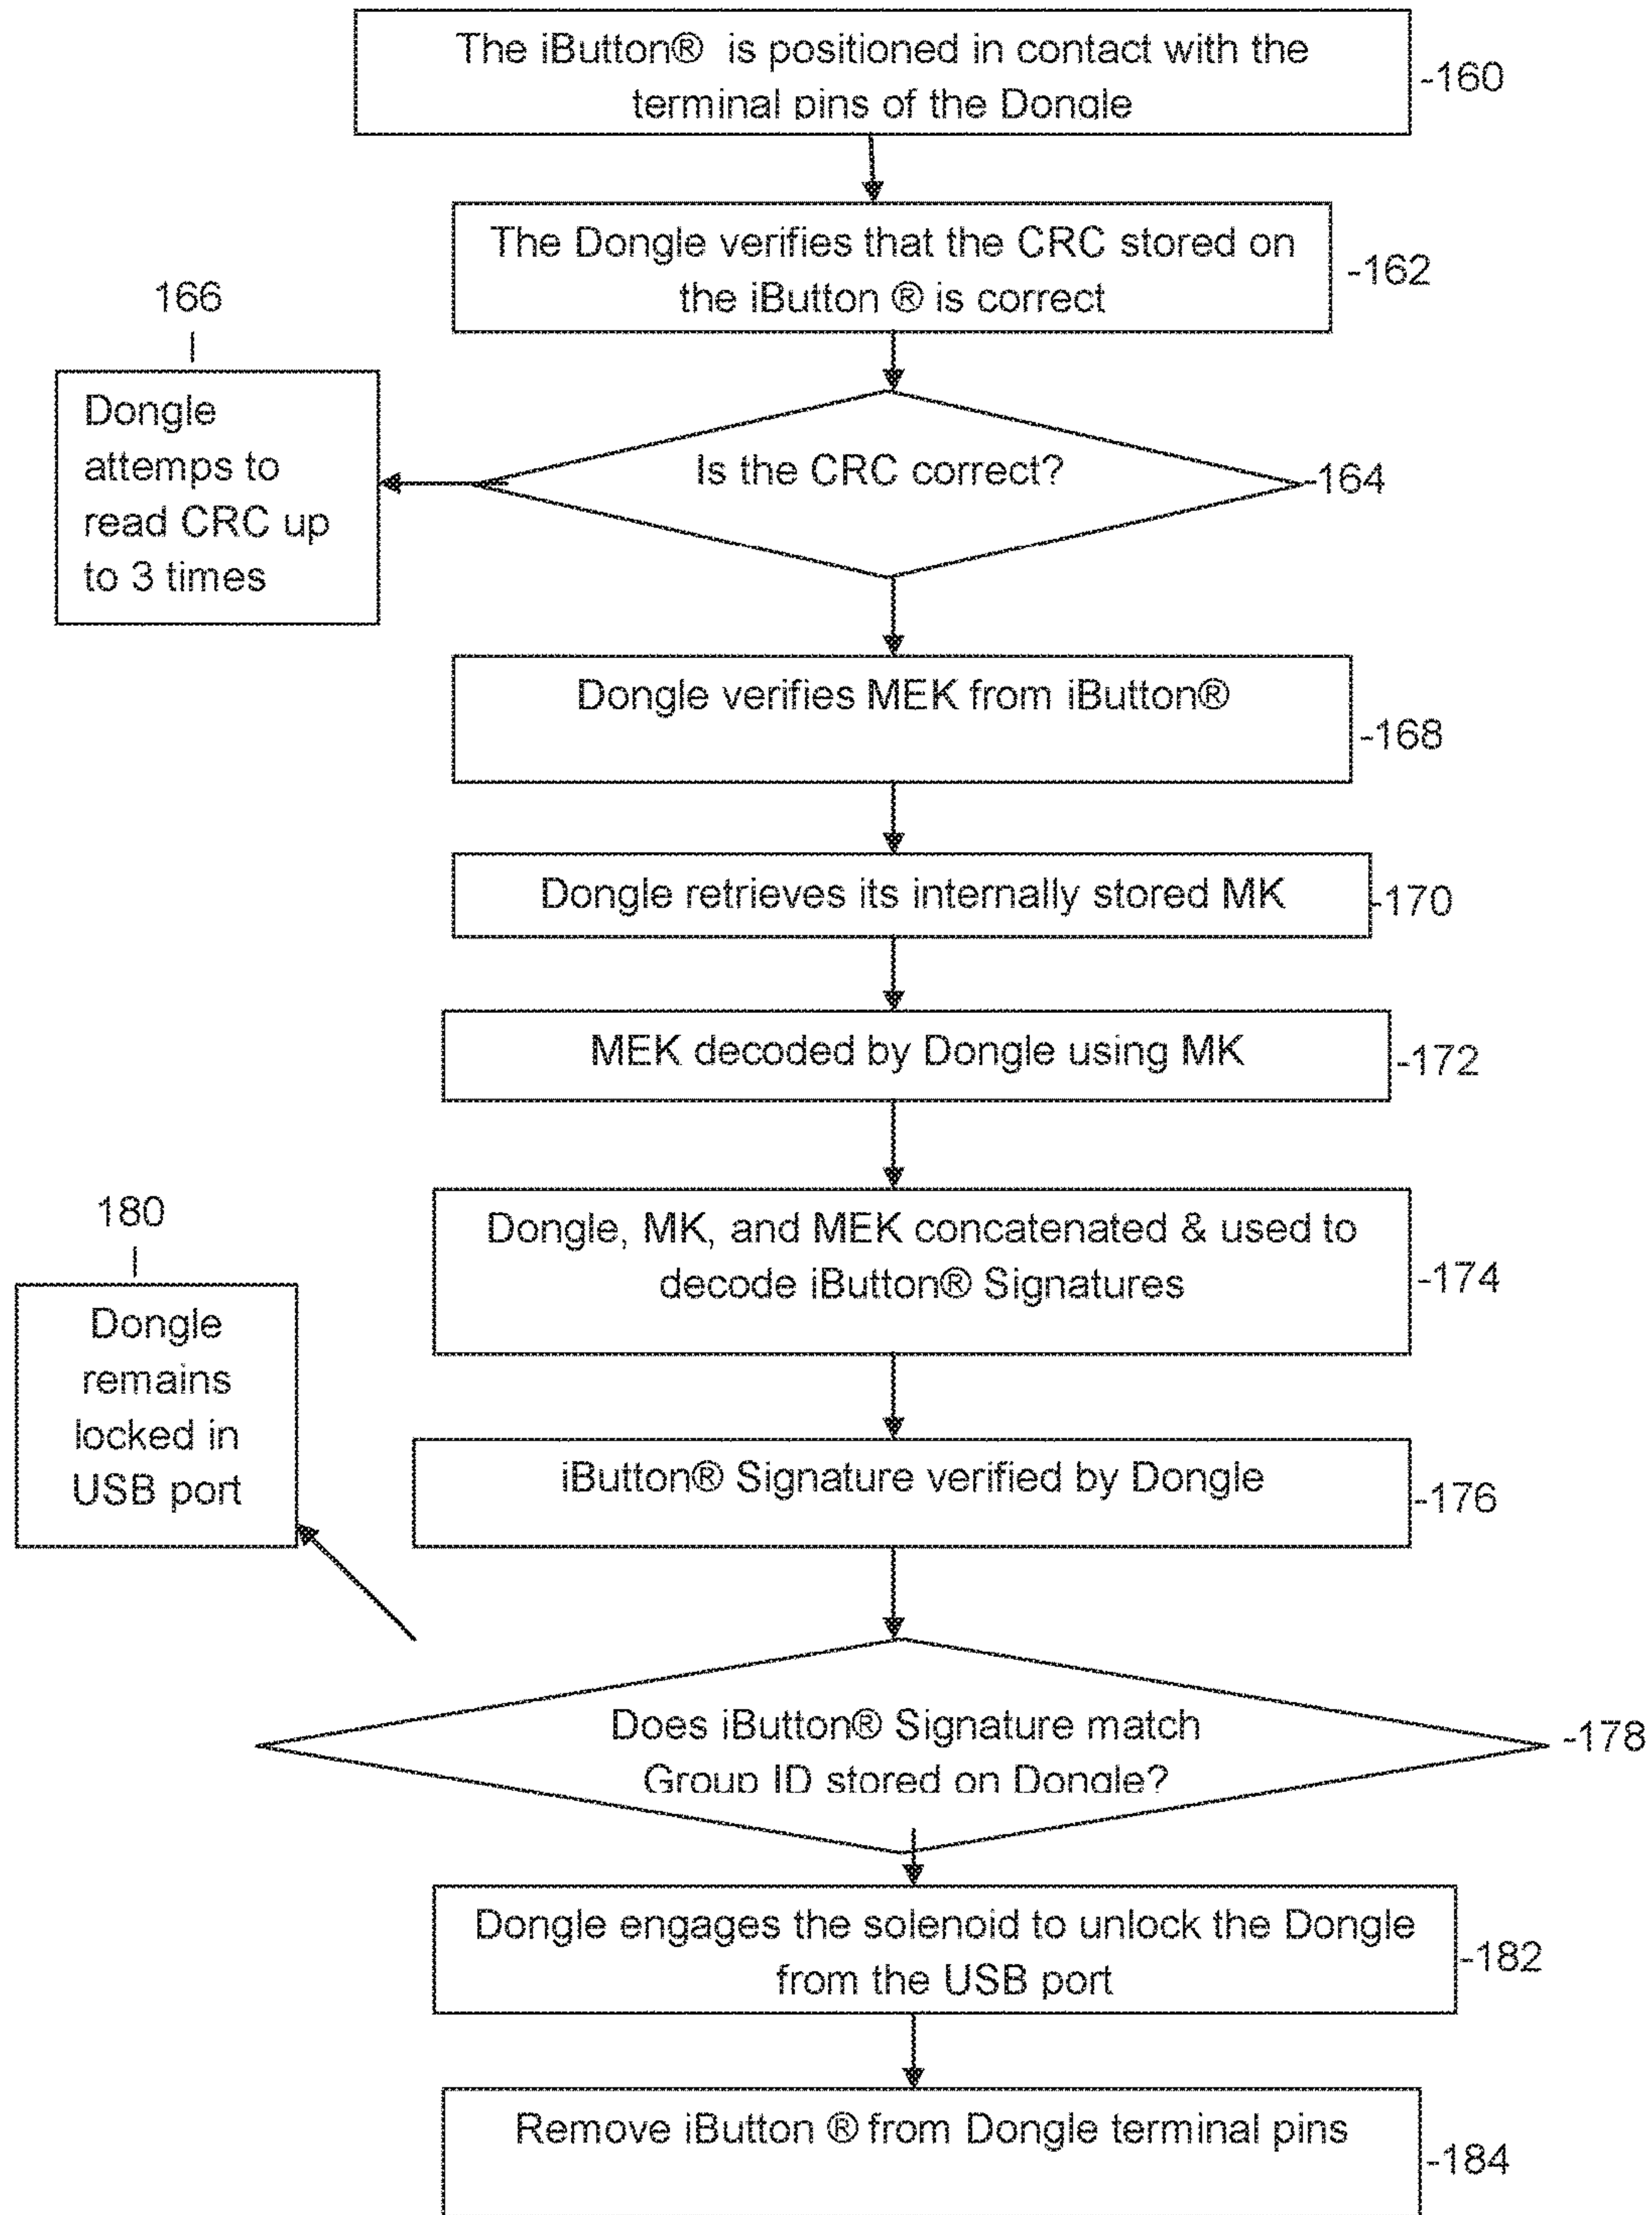 The iButton® is positioned in contact with the
terminal pins of the Dongle
-160
The Dongle verifies that the CRC stored on
the iButton ® is correct
-162
166
Dongle
attemps to
read CRC up
to 3 times
Is the CRC correct?
-164
Dongle verifies MEK from iButton®
-168
Dongle retrieves its internally stored MK
-170
MEK decoded by Dongle using MK
-172
Dongle, MK, and MEK concatenated & used to
decode iButton® Signatures
-174
180
Dongle
remains
locked in
USB port
iButton® Signature verified by Dongle
-176
Does iButton® Signature match
Group ID stored on Dongle?
-178
Dongle engages the solenoid to unlock the Dongle
from the USB port
-182
Remove iButton ® from Dongle terminal pins
-184